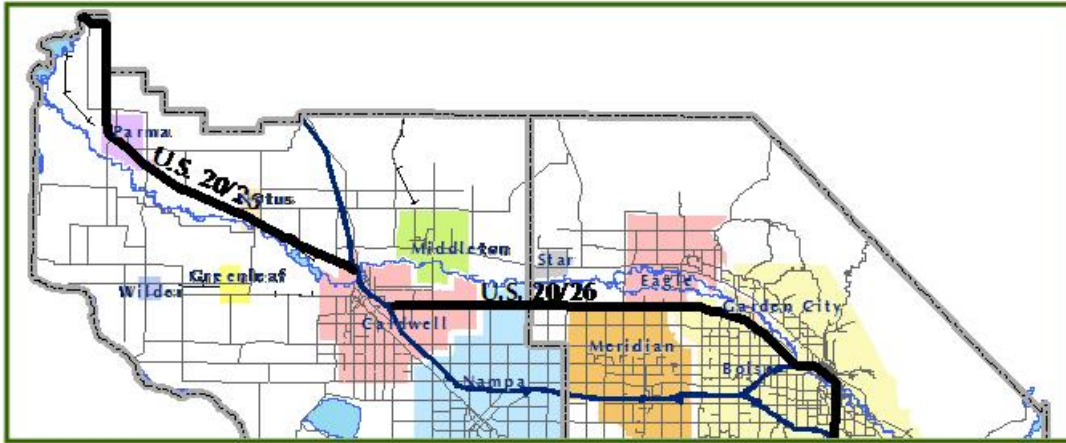 Parma
U.S. 20/26
Notus
Middleton
Star
Greenleaf
Wilder
U.S. 20/26
Eagle
Garden City
Caldwell
Meridian
Boise
Nampa